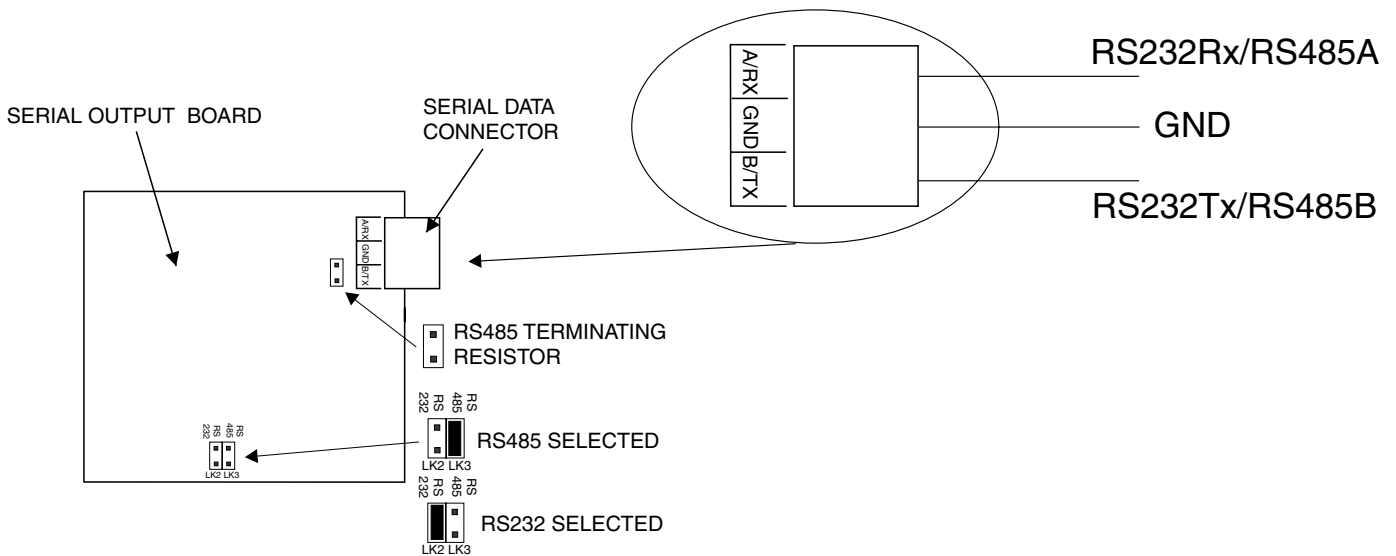 RS232Rx/RS485A
GND
RS232Tx/RS485B
A/RX
GND
B/TX
SERIAL OUTPUT BOARD
SERIAL DATA
CONNECTOR
A/RX
GND
B/TX
RS485 TERMINATING
RESISTOR
RS
232
RS
485
LK2 LK3
RS
232
RS
485
RS485 SELECTED
LK2 LK3
RS
232
RS
485
RS232 SELECTED
LK2 LK3